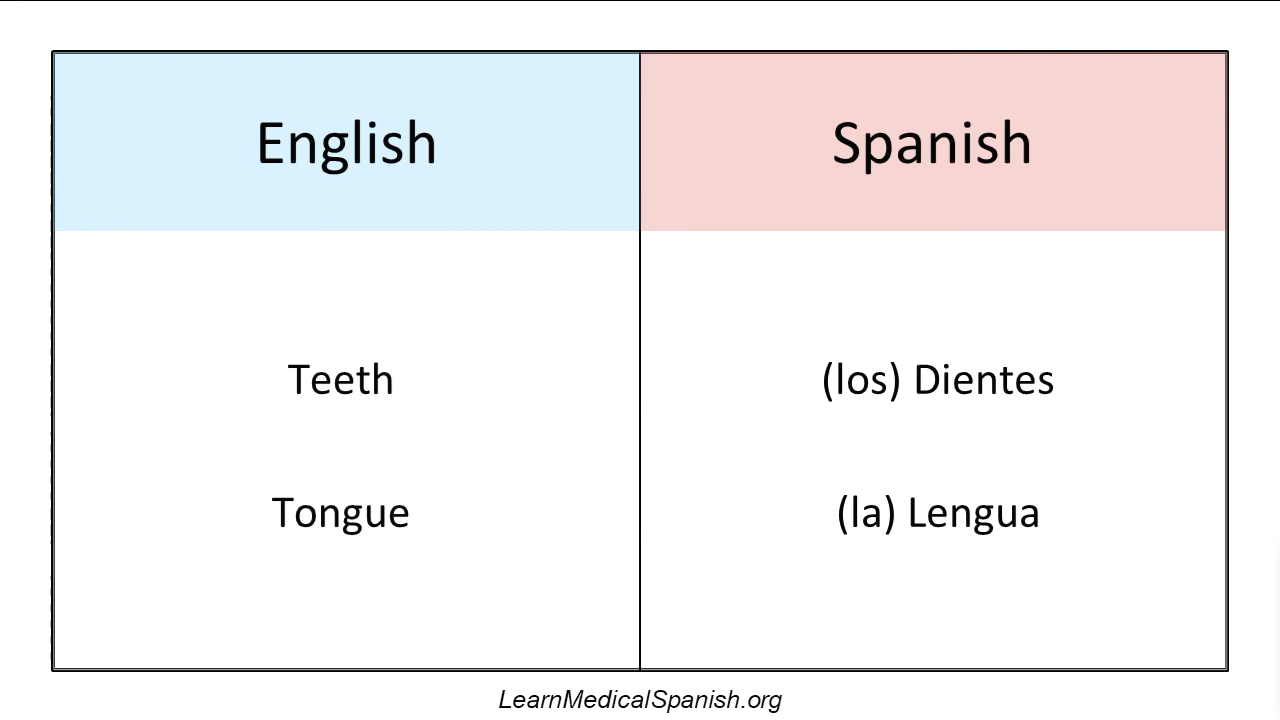 English Spanish
Teeth (los) Dientes
Tongue (la) Lengua
LearnMedicalSpanish.org